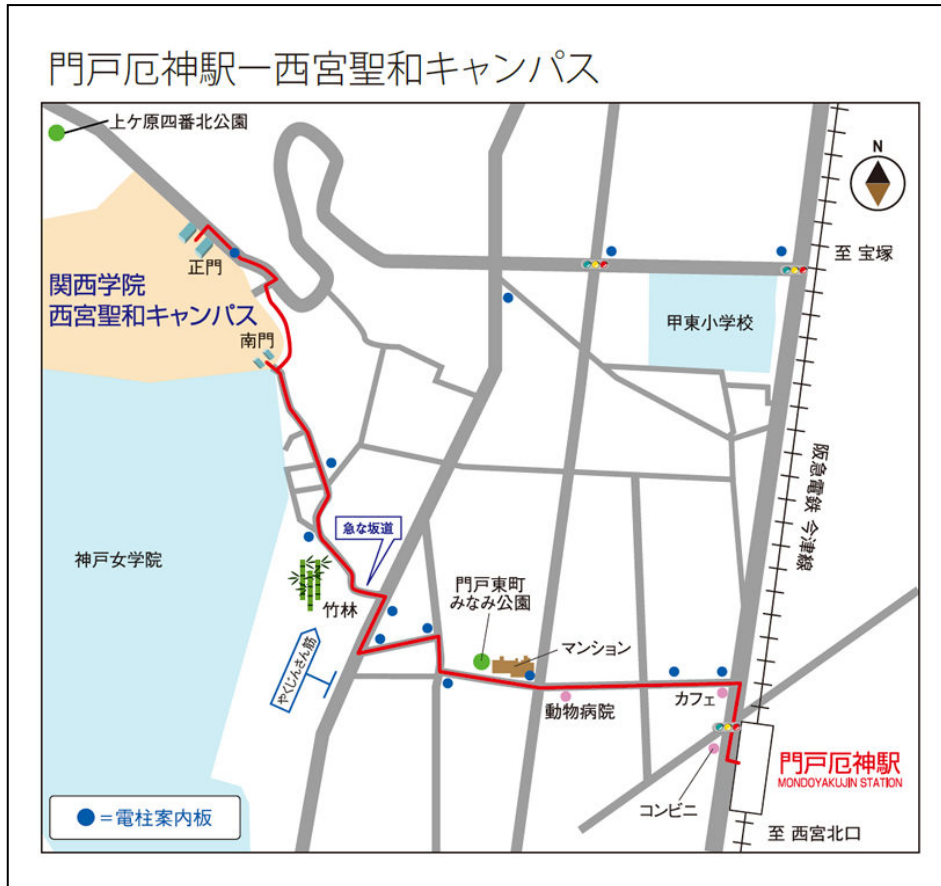 門戸厄神駅ー西宮聖和キャンパス
上ケ原四番北公園
N
至 宝塚
正門
関西学院
西宮聖和キャンパス
甲東小学校
南門
阪急電鉄 今津線
急な坂道
神戸女学院
門戸東町
みなみ公園
竹林
マンション
やくじんさん筋
カフェ
動物病院
門戸厄神駅
MONDOYAKUJIN STATION
コンビニ
●=電柱案内板
至 西宮北口